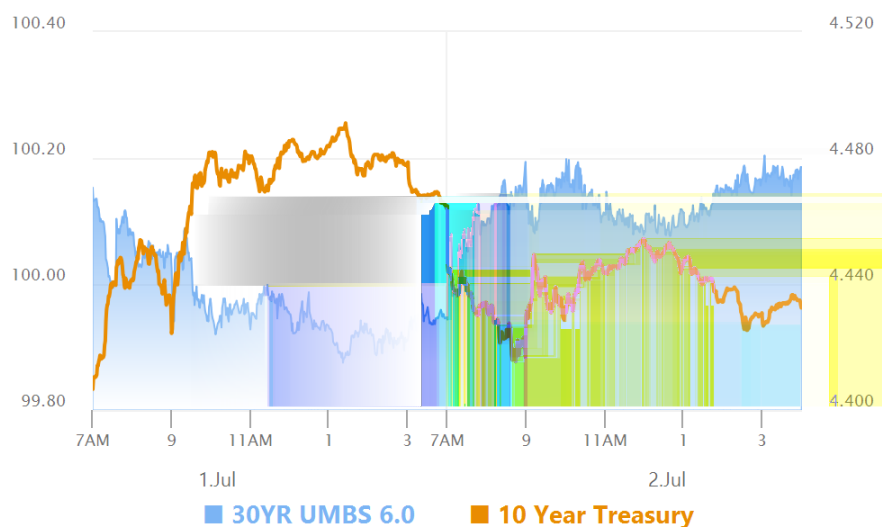 100.40 4.520
100.20 4.480
100.00 4.440
99.80 4.400
7AM 9 11AM 1 3 7AM 9 11AM 1 3
1.Jul 2.Jul
30YR UMBS 6.0 10 Year Treasury